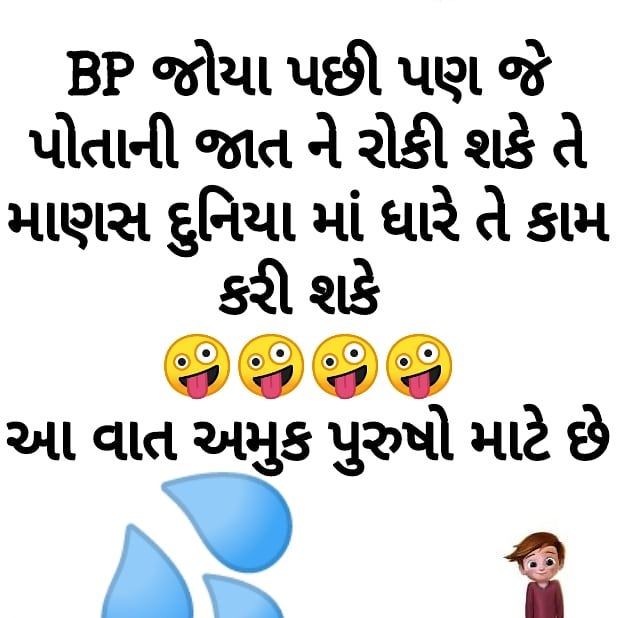 BP જોયા પછી પણ જે
પોતાની જાત ને રોકી શકે તે
માણસ દુનિયા માં ધારે તે કામ
કરી શકે
🤪🤪🤪🤪
આ વાત અમુક પુરુષો માટે છે